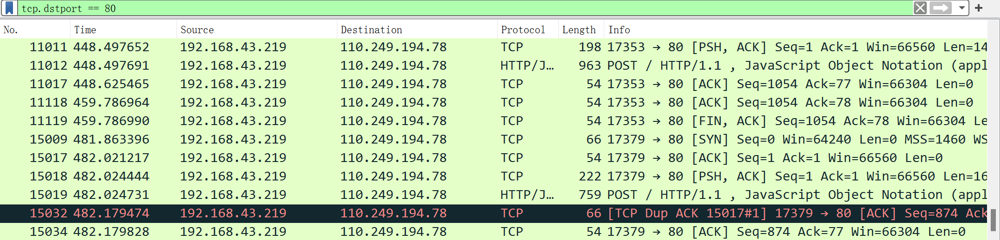 tcp.dstport == 80
No. Time Source Destination Protocol Length Info
11011 448.497652 192.168.43.219 110.249.194.78 TCP 198 17353 → 80 [PSH, ACK] Seq=1 Ack=1 Win=66560 Len=14
11012 448.497691 192.168.43.219 110.249.194.78 HTTP/J… 963 POST / HTTP/1.1 , JavaScript Object Notation (appl
11017 448.625465 192.168.43.219 110.249.194.78 TCP 54 17353 → 80 [ACK] Seq=1054 Ack=77 Win=66304 Len=0
11118 459.786964 192.168.43.219 110.249.194.78 TCP 54 17353 → 80 [ACK] Seq=1054 Ack=78 Win=66304 Len=0
11119 459.786990 192.168.43.219 110.249.194.78 TCP 54 17353 → 80 [FIN, ACK] Seq=1054 Ack=78 Win=66304 Le
15009 481.863396 192.168.43.219 110.249.194.78 TCP 66 17379 → 80 [SYN] Seq=0 Win=64240 Len=0 MSS=1460 WS
15017 482.021217 192.168.43.219 110.249.194.78 TCP 54 17379 → 80 [ACK] Seq=1 Ack=1 Win=66560 Len=0
15018 482.024444 192.168.43.219 110.249.194.78 TCP 222 17379 → 80 [PSH, ACK] Seq=1 Ack=1 Win=66560 Len=16
15019 482.024731 192.168.43.219 110.249.194.78 HTTP/J… 759 POST / HTTP/1.1 , JavaScript Object Notation (appl
15032 482.179474 192.168.43.219 110.249.194.78 TCP 66 [TCP Dup ACK 15017#1] 17379 → 80 [ACK] Seq=874 Ack
15034 482.179828 192.168.43.219 110.249.194.78 TCP 54 17379 → 80 [ACK] Seq=874 Ack=77 Win=66304 Len=0